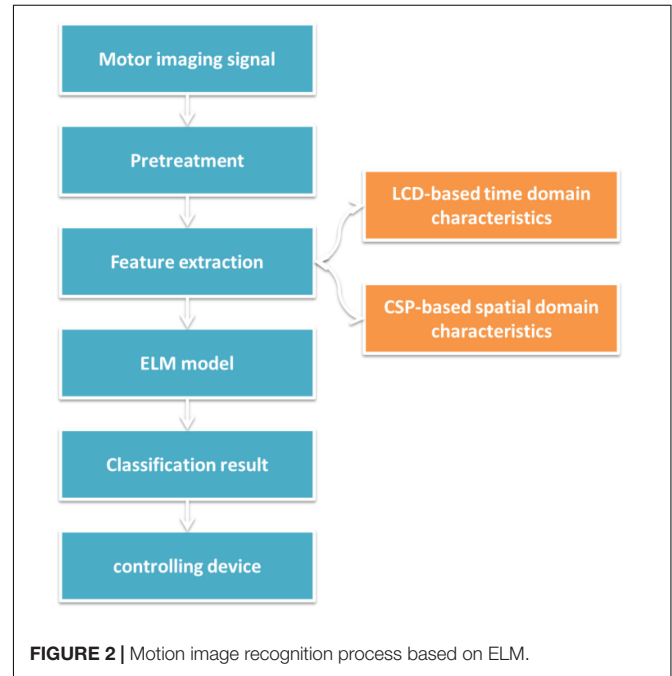 Motor imaging signal
Pretreatment
Feature extraction
LCD-based time domain
characteristics
CSP-based spatial domain
characteristics
ELM model
Classification result
controlling device
FIGURE 2 | Motion image recognition process based on ELM.